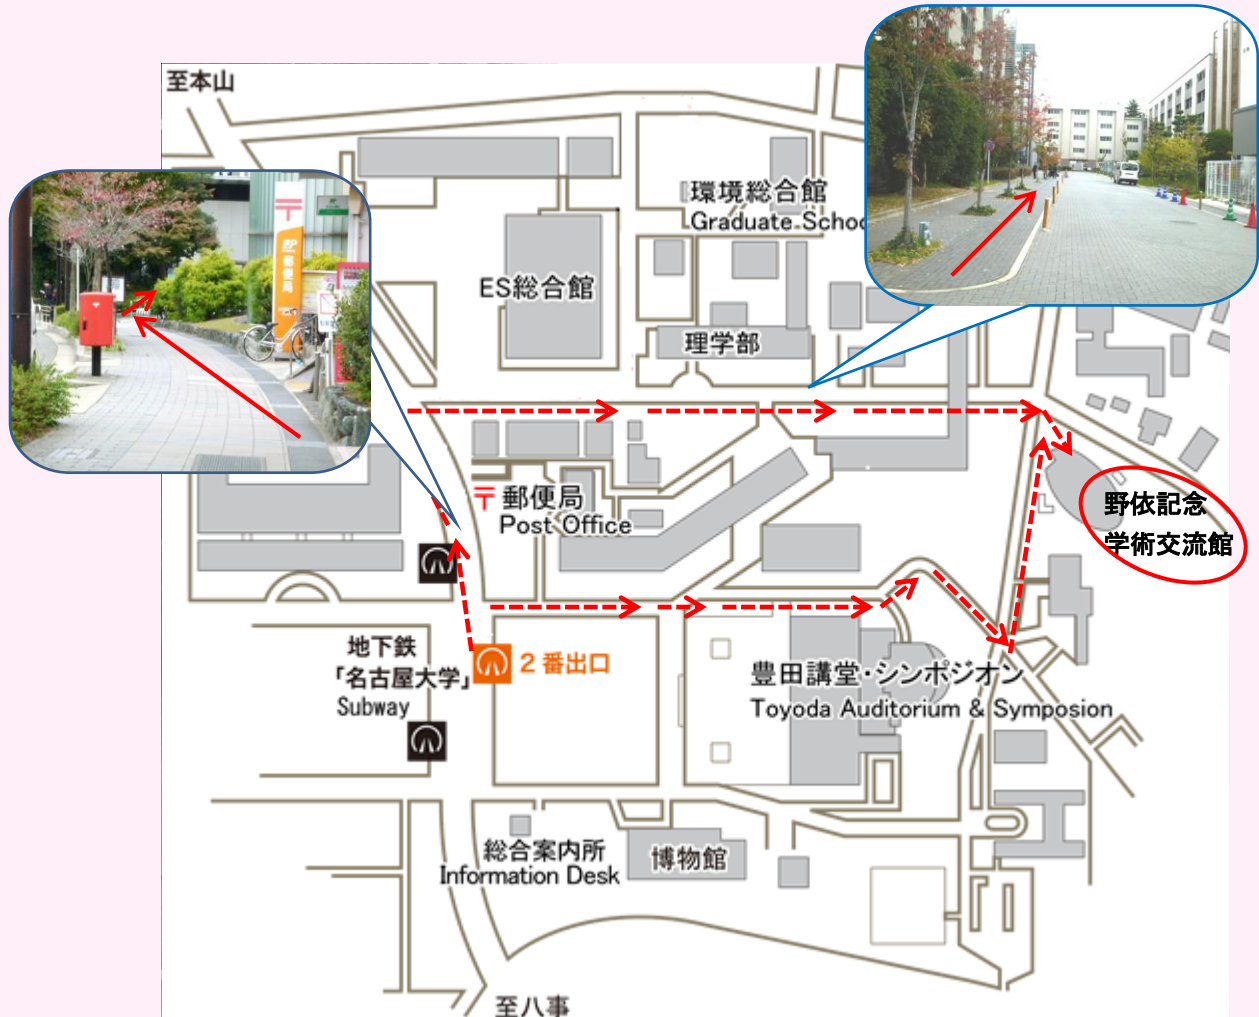 至本山
環境総合館
Graduate Schoo
ES総合館
理学部
〒
郵便局
〒郵便局
Post Office
野依記念
学術交流館
地下鉄
「名古屋大学」
Subway
2番出口
豊田講堂・シンポジオン
Toyoda Auditorium & Symposion
総合案内所
Information Desk
博物館
至八事